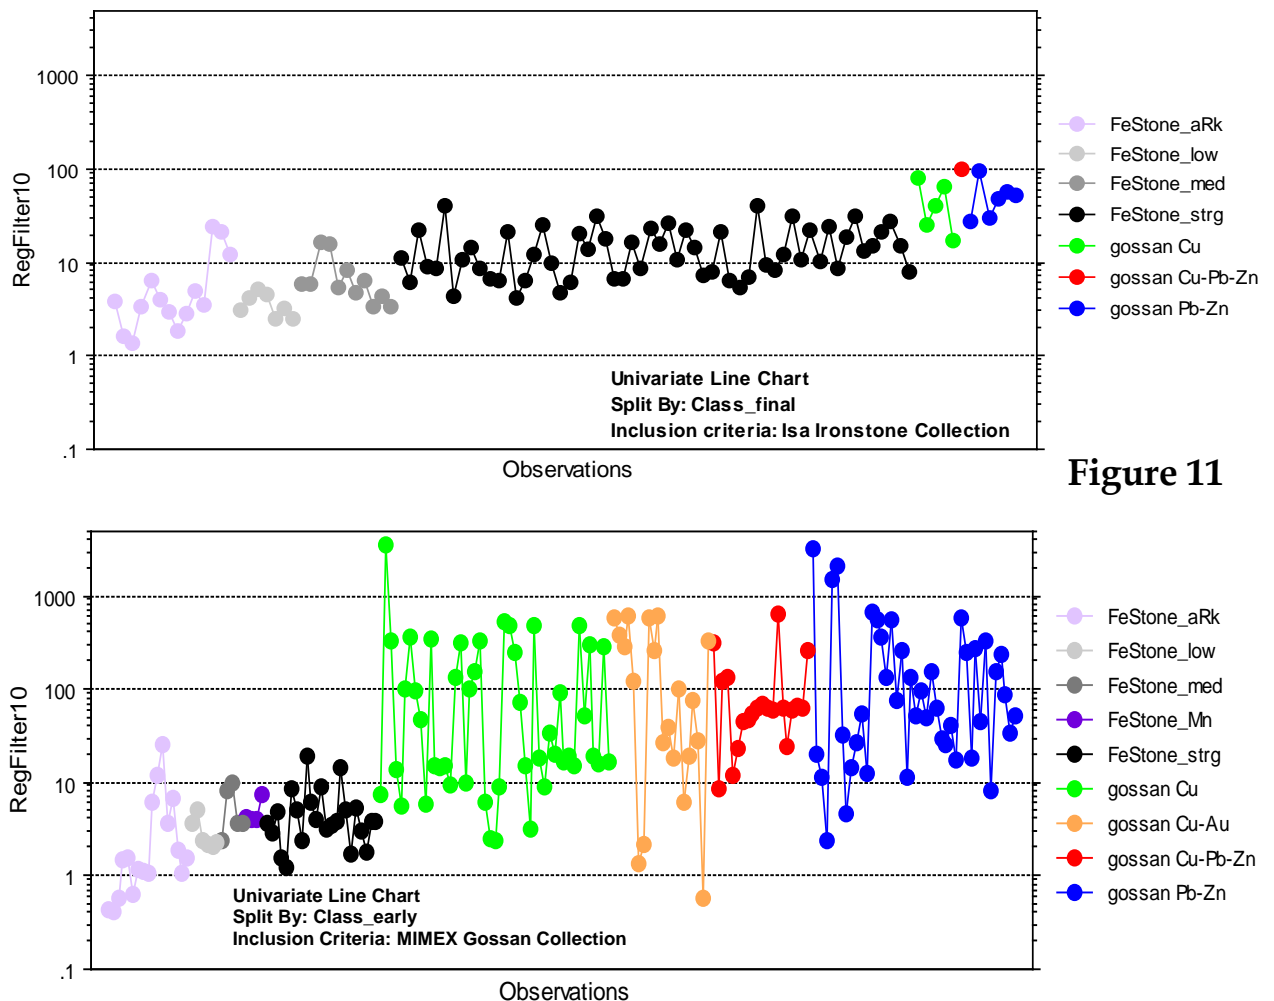 RegFilter10
1000
100
10
1
.1
Univariate Line Chart
Split By: Class_final
Inclusion criteria: Isa Ironstone Collection
Observations
FeStone_aRk
FeStone_low
FeStone_med
FeStone_strg
gossan Cu
gossan Cu-Pb-Zn
gossan Pb-Zn
Figure 11
RegFilter10
1000
100
10
1
.1
Univariate Line Chart
Split By: Class_early
Inclusion Criteria: MIMEX Gossan Collection
Observations
FeStone_aRk
FeStone_low
FeStone_med
FeStone_Mn
FeStone_strg
gossan Cu
gossan Cu-Au
gossan Cu-Pb-Zn
gossan Pb-Zn